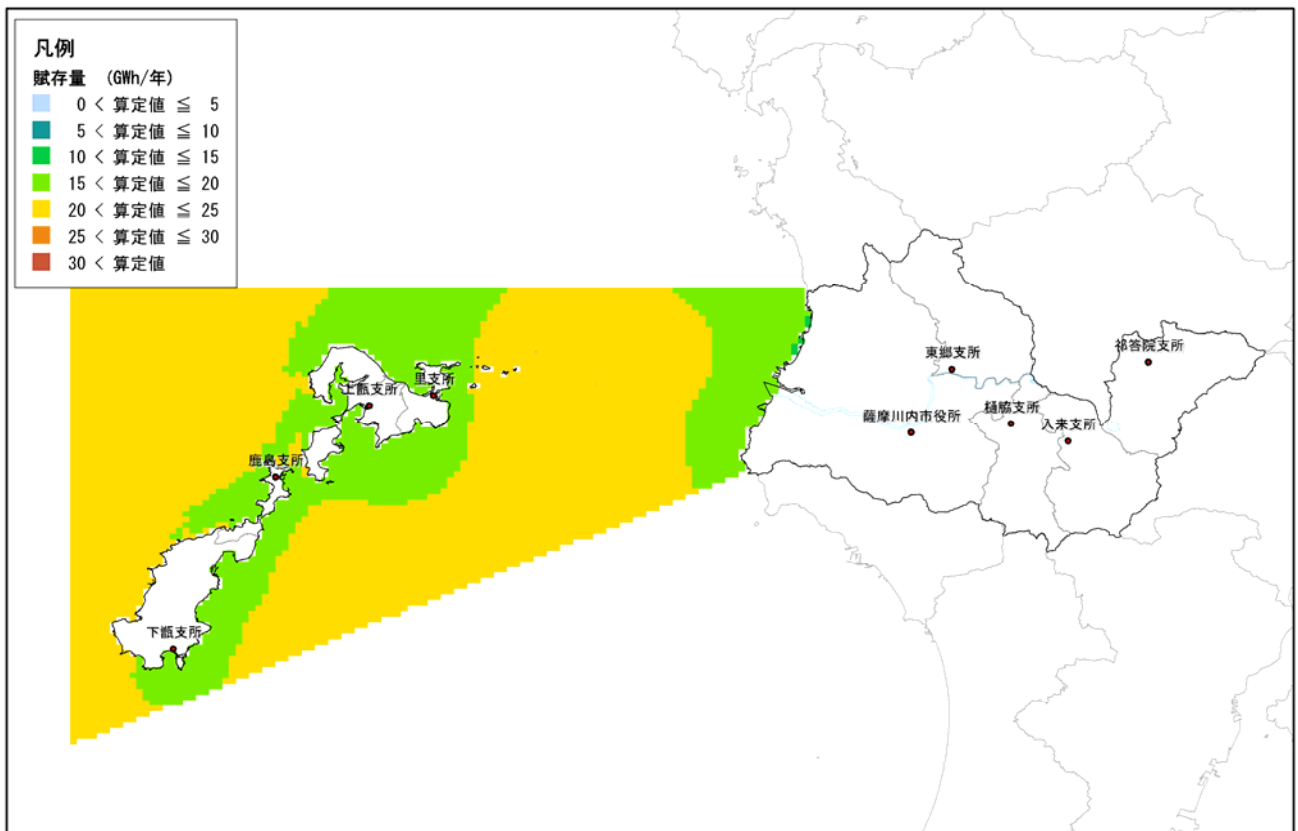 凡例
賦存量 (GWh/年)
0 < 算定値 ≦ 5
5 < 算定値 ≦ 10
10 < 算定値 ≦ 15
15 < 算定値 ≦ 20
20 < 算定値 ≦ 25
25 < 算定値 ≦ 30
30 < 算定値
東郷支所
祁答院支所
里支所
上甑支所
樋脇支所
薩摩川内市役所
入来支所
鹿島支所
下甑支所